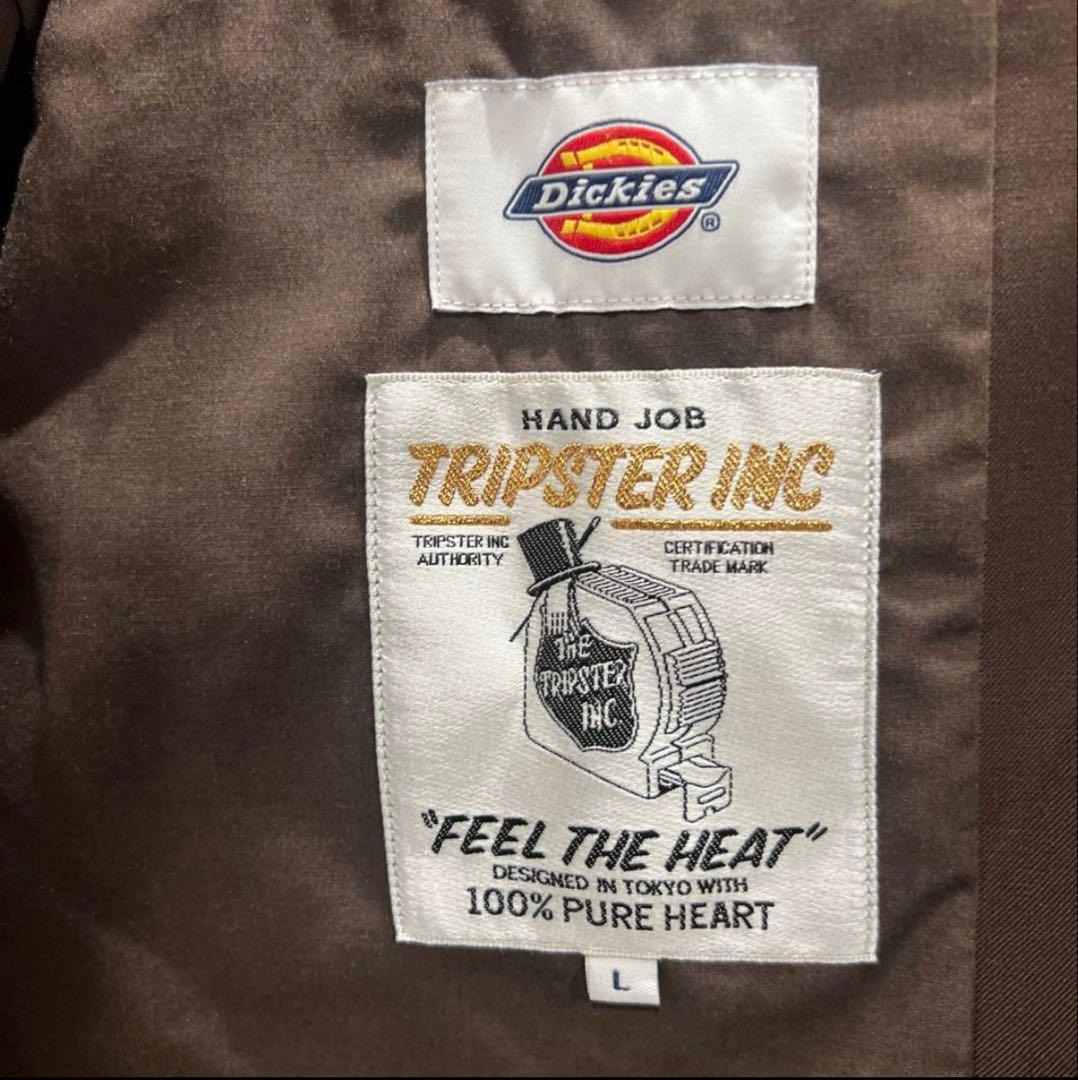 Dickies
®
HAND JOB
TRIPSTER INC
TRIPSTER INC
AUTHORITY
CERTIFICATION
TRADE MARK
THE
TRIPSTER
INC.
"FEEL THE HEAT"
DESIGNED IN TOKYO WITH
100% PURE HEART
L